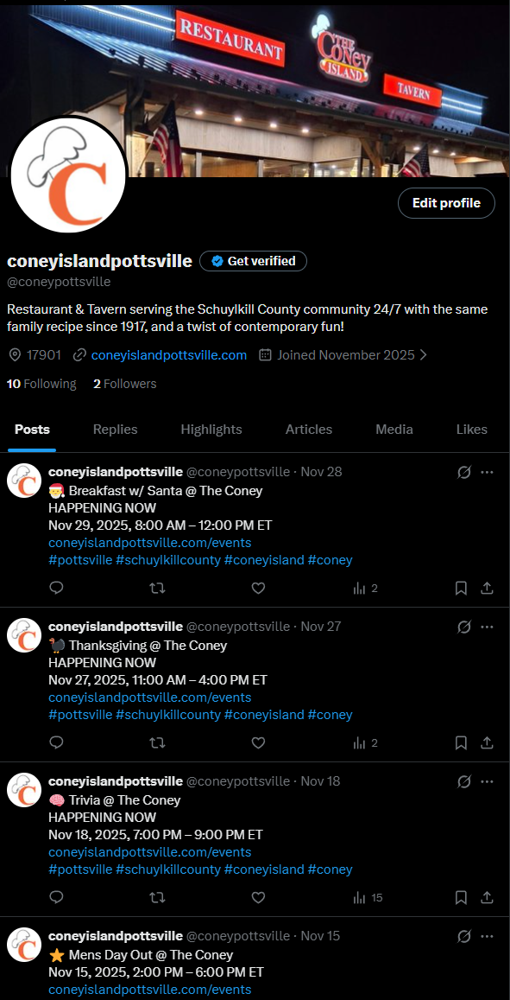 RESTAURANT
THE
Coney
ISLAND
TAVERN
C
Edit profile
coneyislandpottsville Get verified
@coneypottsville
Restaurant & Tavern serving the Schuylkill County community 24/7 with the same
family recipe since 1917, and a twist of contemporary fun!
17901 coneyislandpottsville.com Joined November 2025
10 Following 2 Followers
Posts Replies Highlights Articles Media Likes
C
coneyislandpottsville @coneypottsville · Nov 28
🎅 Breakfast w/ Santa @ The Coney
HAPPENING NOW
Nov 29, 2025, 8:00 AM – 12:00 PM ET
coneyislandpottsville.com/events
#pottsville #schuylkillcounty #coneyisland #coney
2
C
coneyislandpottsville @coneypottsville · Nov 27
🦃 Thanksgiving @ The Coney
HAPPENING NOW
Nov 27, 2025, 11:00 AM – 4:00 PM ET
coneyislandpottsville.com/events
#pottsville #schuylkillcounty #coneyisland #coney
2
C
coneyislandpottsville @coneypottsville · Nov 18
🧠 Trivia @ The Coney
HAPPENING NOW
Nov 18, 2025, 7:00 PM – 9:00 PM ET
coneyislandpottsville.com/events
#pottsville #schuylkillcounty #coneyisland #coney
15
C
coneyislandpottsville @coneypottsville · Nov 15
⭐ Mens Day Out @ The Coney
Nov 15, 2025, 2:00 PM – 6:00 PM ET
coneyislandpottsville.com/events